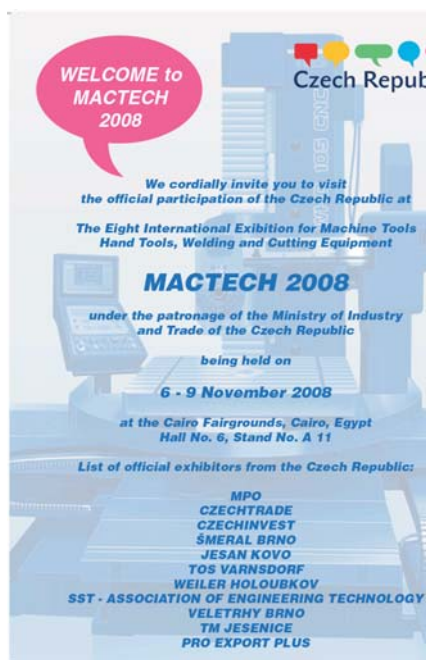 WELCOME to
MACTECH
2008
Czech Repub
We cordially invite you to visit
the official participation of the Czech Republic at
The Eight International Exibition for Machine Tools
Hand Tools, Welding and Cutting Equipment
MACTECH 2008
under the patronage of the Ministry of Industry
and Trade of the Czech Republic
being held on
6 - 9 November 2008
at the Cairo Fairgrounds, Cairo, Egypt
Hall No. 6, Stand No. A 11
List of official exhibitors from the Czech Republic:
MPO
CZECHTRADE
CZECHINVEST
ŠMERAL BRNO
JESAN KOVO
TOS VARNSDORF
WEILER HOLOUBKOV
SST - ASSOCIATION OF ENGINEERING TECHNOLOGY
VELETRHY BRNO
TM JESENICE
PRO EXPORT PLUS